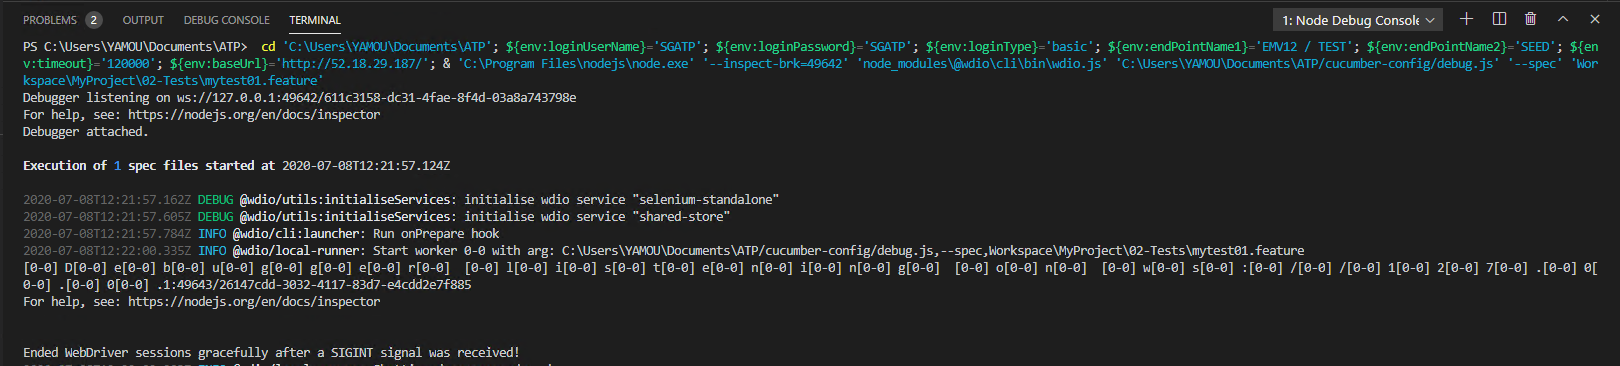 PROBLEMS 2 OUTPUT DEBUG CONSOLE TERMINAL 1: Node Debug Console
PS C:\Users\YAMOU\Documents\ATP>  cd 'C:\Users\YAMOU\Documents\ATP'; ${env:loginUserName}='SGATP'; ${env:loginPassword}='SGATP'; ${env:loginType}='basic'; ${env:endPointName1}='EMV12 / TEST'; ${env:endPointName2}='SEED'; ${en
v:timeout}='120000'; ${env:baseUrl}='http://52.18.29.187/'; & 'C:\Program Files\nodejs\node.exe' '--inspect-brk=49642' 'node_modules\@wdio\cli\bin\wdio.js' 'C:\Users\YAMOU\Documents\ATP/cucumber-config/debug.js' '--spec' 'Wor
kspace\MyProject\02-Tests\mytest01.feature'
Debugger listening on ws://127.0.0.1:49642/611c3158-dc31-4fae-8f4d-03a8a743798e
For help, see: https://nodejs.org/en/docs/inspector
Debugger attached.
Execution of 1 spec files started at 2020-07-08T12:21:57.124Z
2020-07-08T12:21:57.162Z DEBUG @wdio/utils:initialiseServices: initialise wdio service "selenium-standalone"
2020-07-08T12:21:57.605Z DEBUG @wdio/utils:initialiseServices: initialise wdio service "shared-store"
2020-07-08T12:21:57.784Z INFO @wdio/cli:launcher: Run onPrepare hook
2020-07-08T12:22:00.335Z INFO @wdio/local-runner: Start worker 0-0 with arg: C:\Users\YAMOU\Documents\ATP/cucumber-config/debug.js,--spec,Workspace\MyProject\02-Tests\mytest01.feature
[0-0] D[0-0] e[0-0] b[0-0] u[0-0] g[0-0] g[0-0] e[0-0] r[0-0]  [0-0] l[0-0] i[0-0] s[0-0] t[0-0] e[0-0] n[0-0] i[0-0] n[0-0] g[0-0]  [0-0] o[0-0] n[0-0]  [0-0] w[0-0] s[0-0] :[0-0] /[0-0] /[0-0] 1[0-0] 2[0-0] 7[0-0] .[0-0] 0[
0-0] .[0-0] 0[0-0] .1:49643/26147cdd-3032-4117-83d7-e4cdd2e7f885
For help, see: https://nodejs.org/en/docs/inspector
Ended WebDriver sessions gracefully after a SIGINT signal was received!